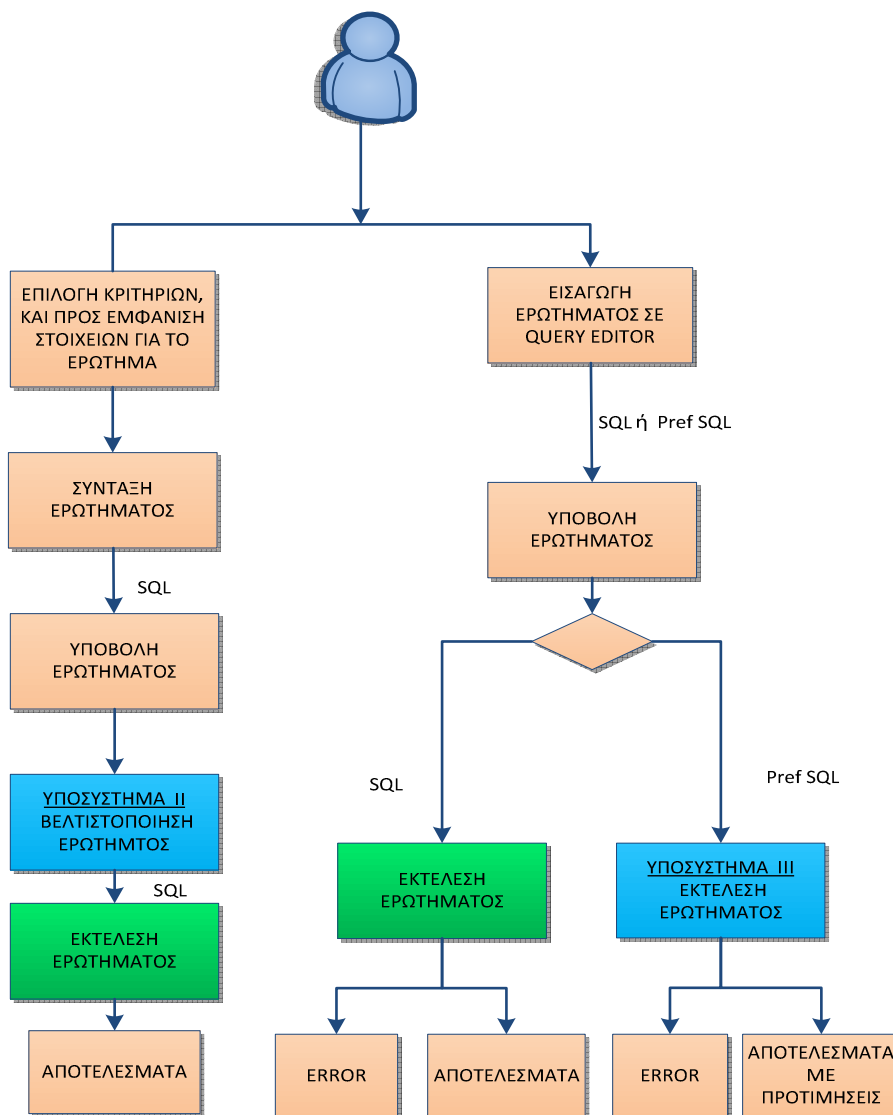 ΕΠΙΛΟΓΗ ΚΡΙΤΗΡΙΩΝ,
ΚΑΙ ΠΡΟΣ ΕΜΦΑΝΙΣΗ
ΣΤΟΙΧΕΙΩΝ ΓΙΑ ΤΟ
ΕΡΩΤΗΜΑ
ΣΥΝΤΑΞΗ
ΕΡΩΤΗΜΑΤΟΣ
SQL
ΥΠΟΒΟΛΗ
ΕΡΩΤΗΜΑΤΟΣ
ΥΠΟΣΥΣΤΗΜΑ II
ΒΕΛΤΙΣΤΟΠΟΙΗΣΗ
ΕΡΩΤΗΜΤΟΣ
SQL
ΕΚΤΕΛΕΣΗ
ΕΡΩΤΗΜΑΤΟΣ
ΑΠΟΤΕΛΕΣΜΑΤΑ
ΕΙΣΑΓΩΓΗ
ΕΡΩΤΗΜΑΤΟΣ ΣΕ
QUERY EDITOR
SQL ή Pref SQL
ΥΠΟΒΟΛΗ
ΕΡΩΤΗΜΑΤΟΣ
SQL
ΕΚΤΕΛΕΣΗ
ΕΡΩΤΗΜΑΤΟΣ
ERROR
ΑΠΟΤΕΛΕΣΜΑΤΑ
Pref SQL
ΥΠΟΣΥΣΤΗΜΑ III
ΕΚΤΕΛΕΣΗ
ΕΡΩΤΗΜΑΤΟΣ
ERROR
ΑΠΟΤΕΛΕΣΜΑΤΑ
ΜΕ
ΠΡΟΤΙΜΗΣΕΙΣ